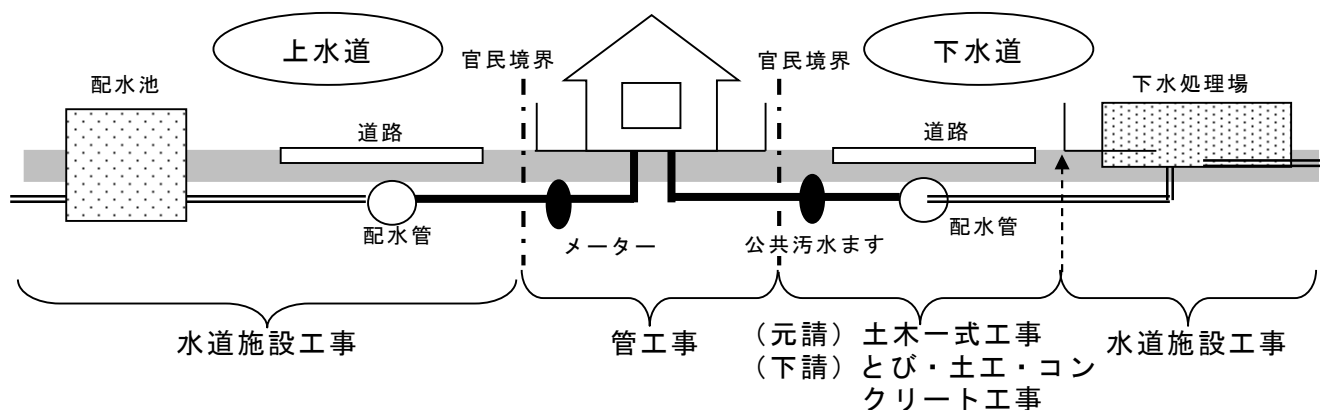 上水道
官民境界
官民境界
下水道
配水池
下水処理場
道路
道路
配水管
メーター
公共汚水ます
配水管
水道施設工事
管工事
（元請）土木一式工事
（下請）とび・土工・コン
クリート工事
水道施設工事